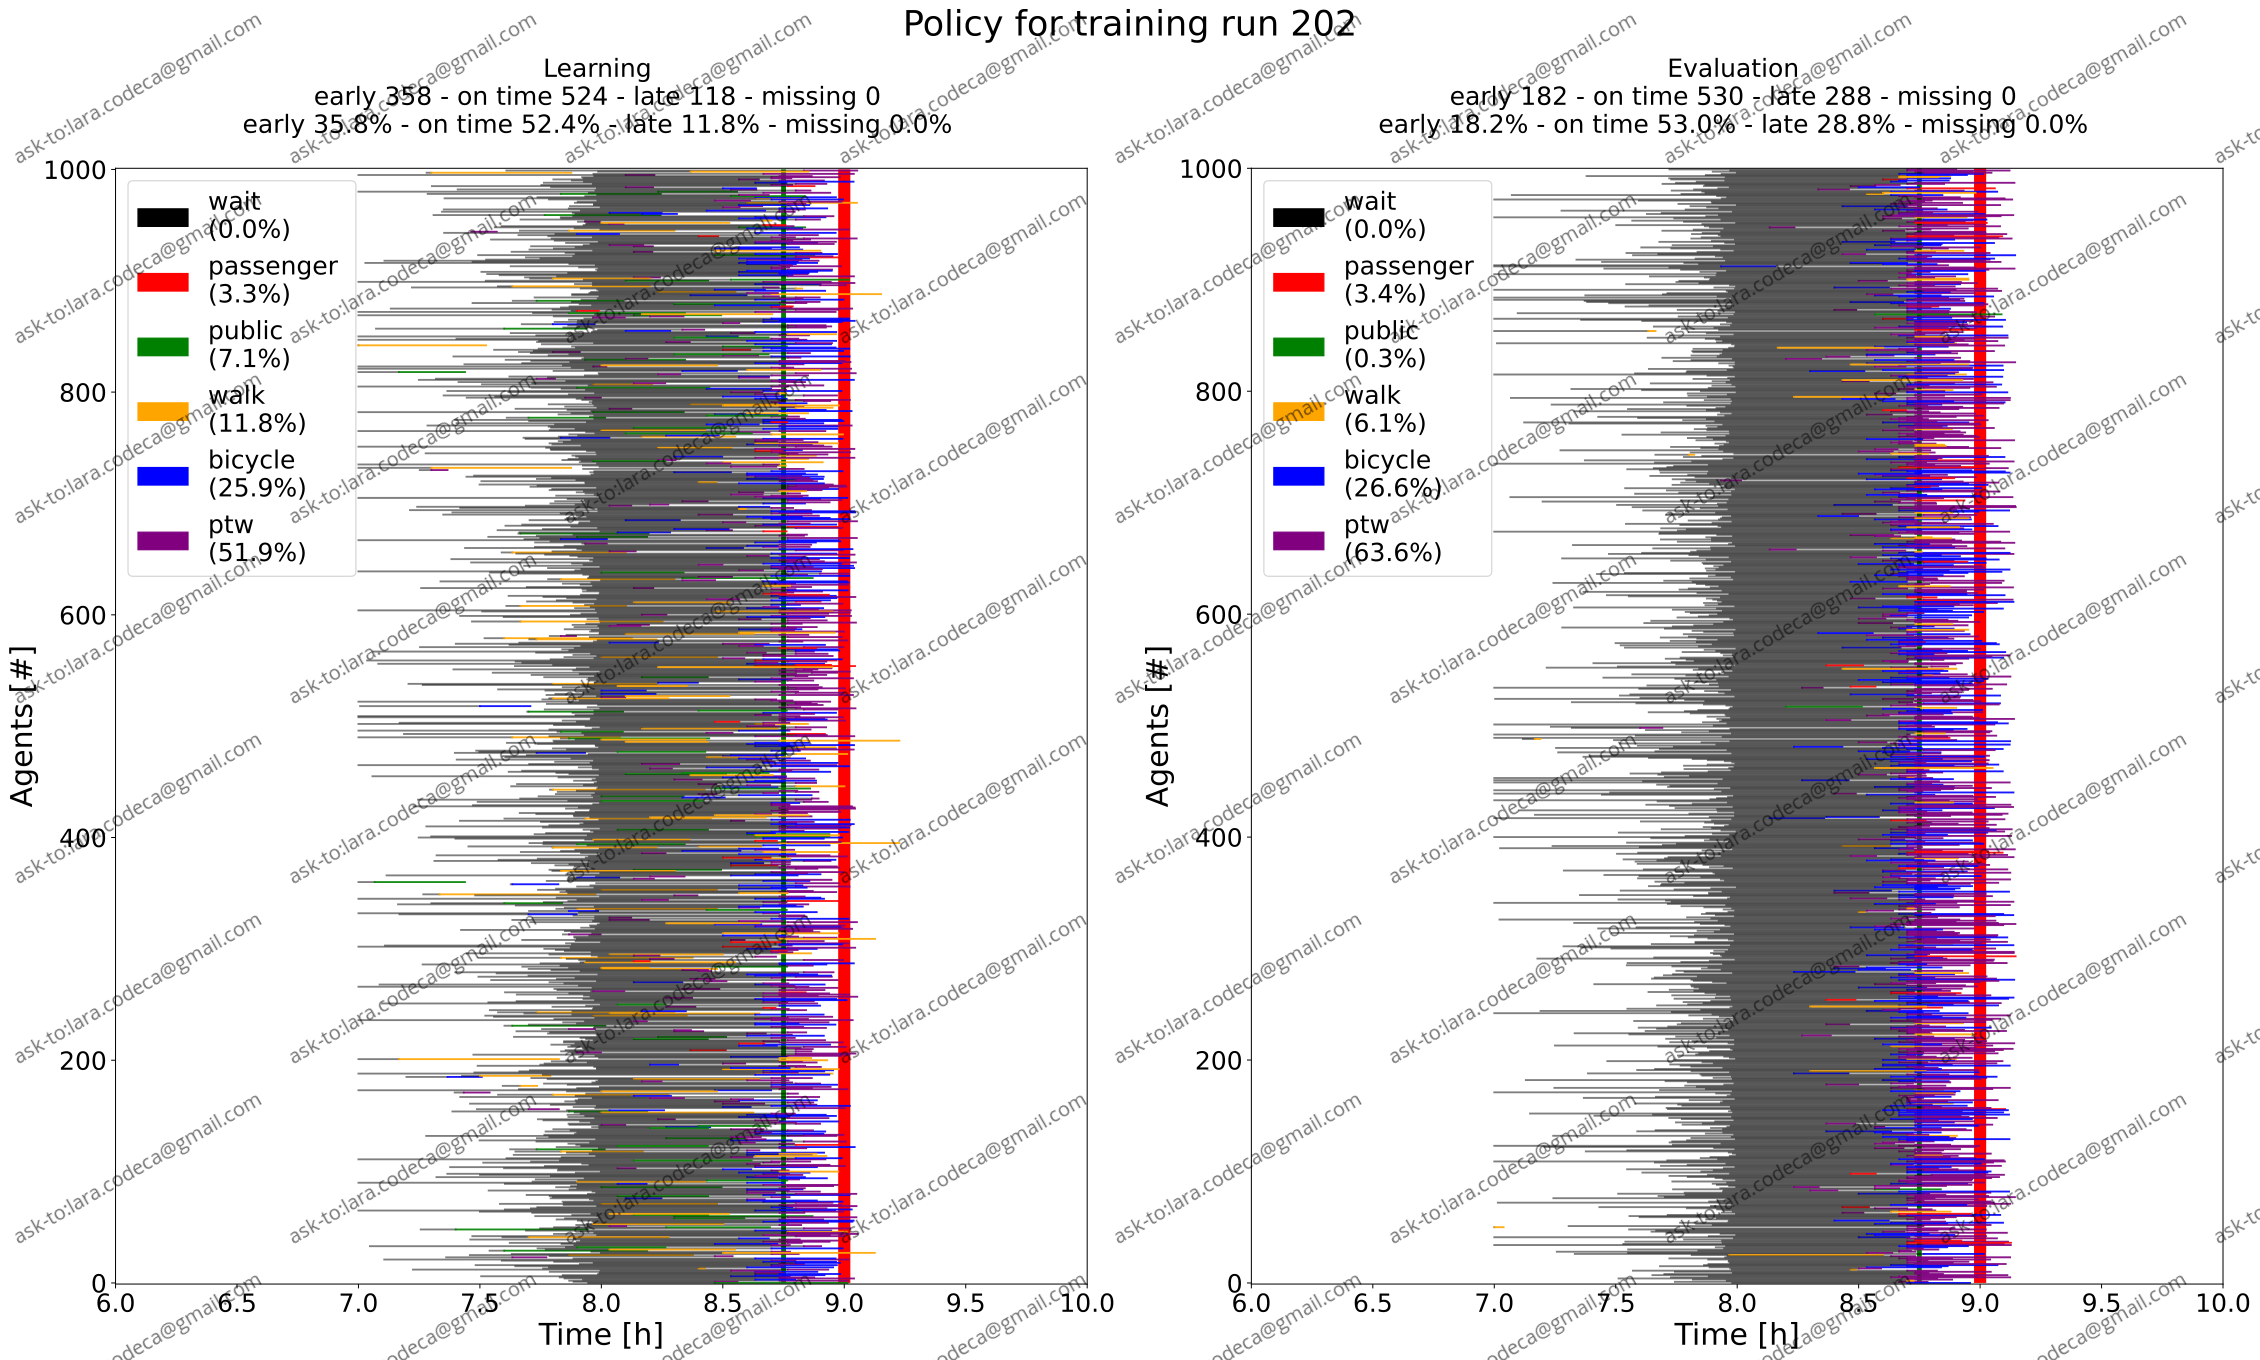 Policy for training run 202
Learning
early 358 - on time 524 - late 118 - missing 0
early 35.8% - on time 52.4% - late 11.8% - missing 0.0%
1000
800
600
400
200
0
Agents [#]
wait
(0.0%)
passenger
(3.3%)
public
(7.1%)
walk
(11.8%)
bicycle
(25.9%)
ptw
(51.9%)
6.0 6.5 7.0 7.5 8.0 8.5 9.0 9.5 10.0
Time [h]
Evaluation
early 182 - on time 530 - late 288 - missing 0
early 18.2% - on time 53.0% - late 28.8% - missing 0.0%
1000
800
600
400
200
0
Agents [#]
wait
(0.0%)
passenger
(3.4%)
public
(0.3%)
walk
(6.1%)
bicycle
(26.6%)
ptw
(63.6%)
6.0 6.5 7.0 7.5 8.0 8.5 9.0 9.5 10.0
Time [h]
ask-to:lara.codeca@gmail.com